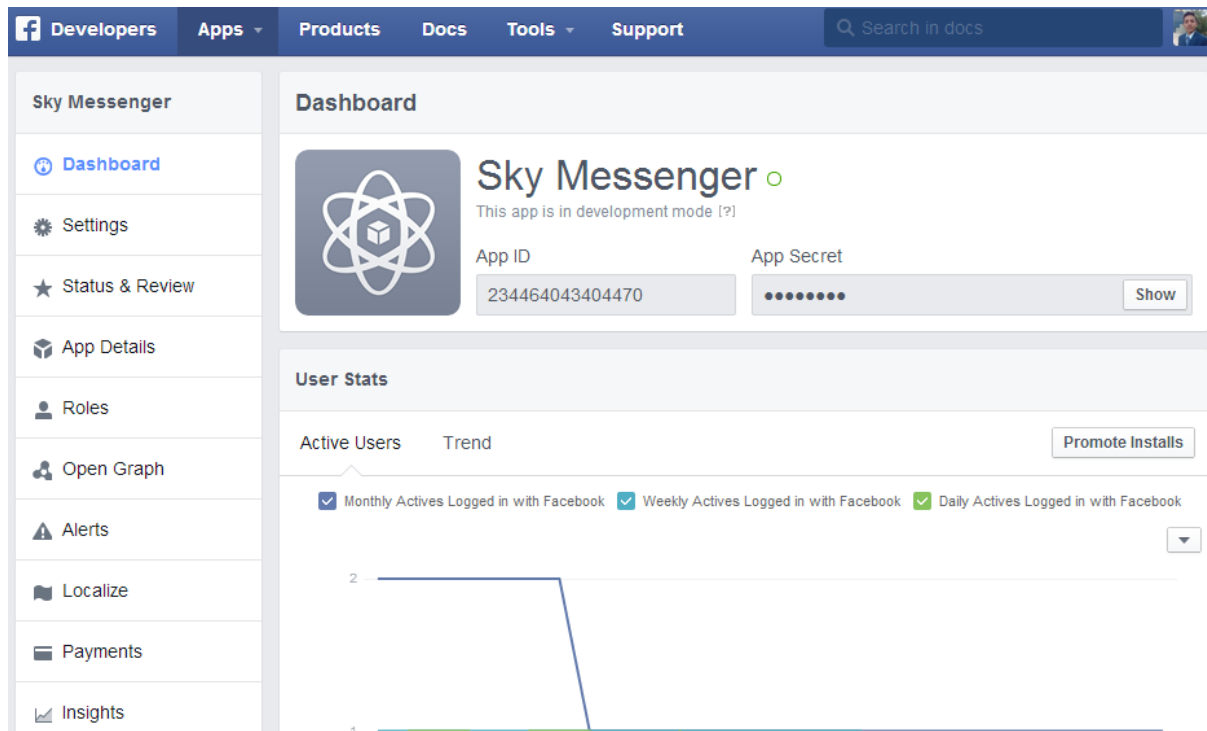 Developers Apps Products Docs Tools Support Search in docs
Sky Messenger
Dashboard
Settings
Status & Review
App Details
Roles
Open Graph
Alerts
Localize
Payments
Insights
Dashboard
Sky Messenger
This app is in development mode [?]
App ID App Secret
234464043404470 •••••••• Show
User Stats
Active Users Trend Promote Installs
Monthly Actives Logged in with Facebook Weekly Actives Logged in with Facebook Daily Actives Logged in with Facebook
2
1